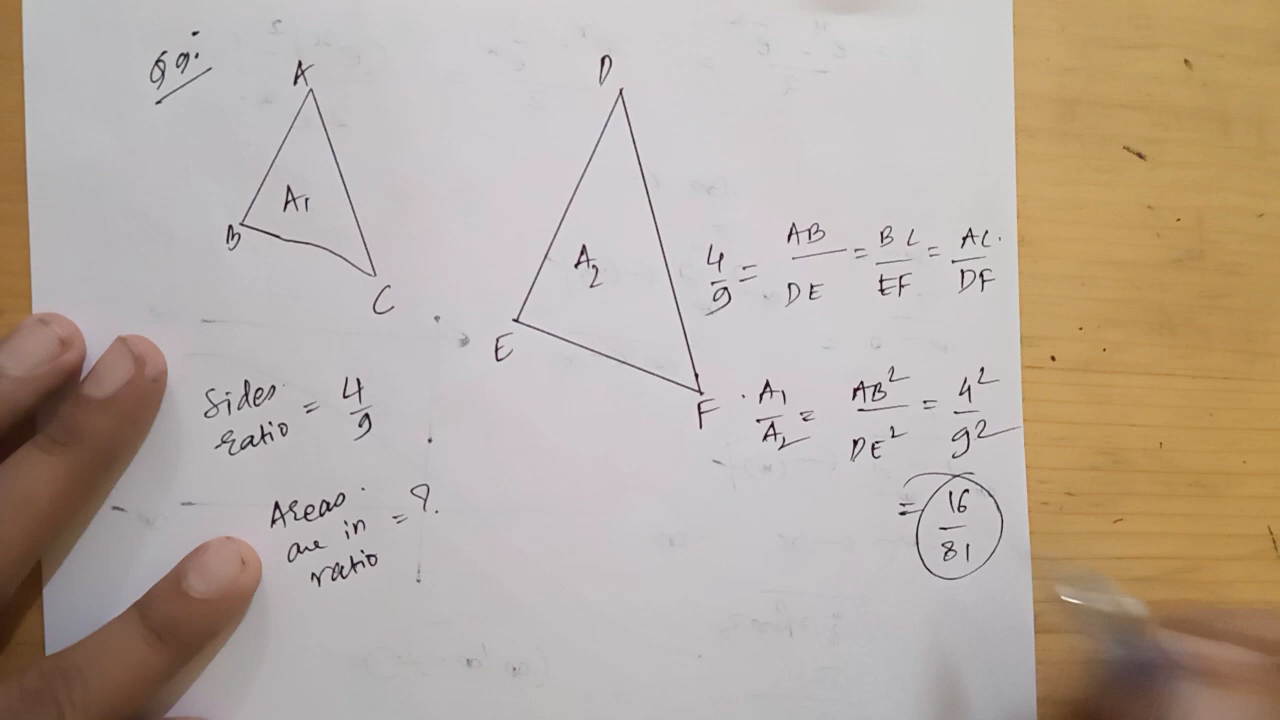 Q9:
A
B
C
A1
D
E
F
A2
4/9 = AB/DE = BC/EF = AC/DF
Sides ratio = 4/9
A1/A2 = AB²/DE² = 4²/9²
= 16/81
Areas are in ratio = ?